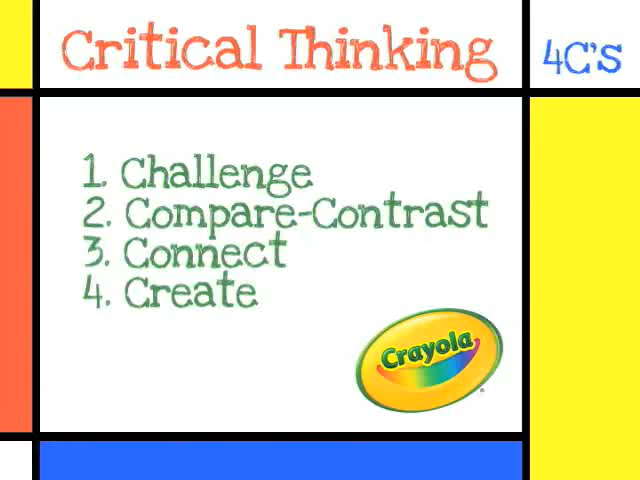 Critical Thinking
4C's
1. Challenge
2. Compare-Contrast
3. Connect
4. Create
Crayola